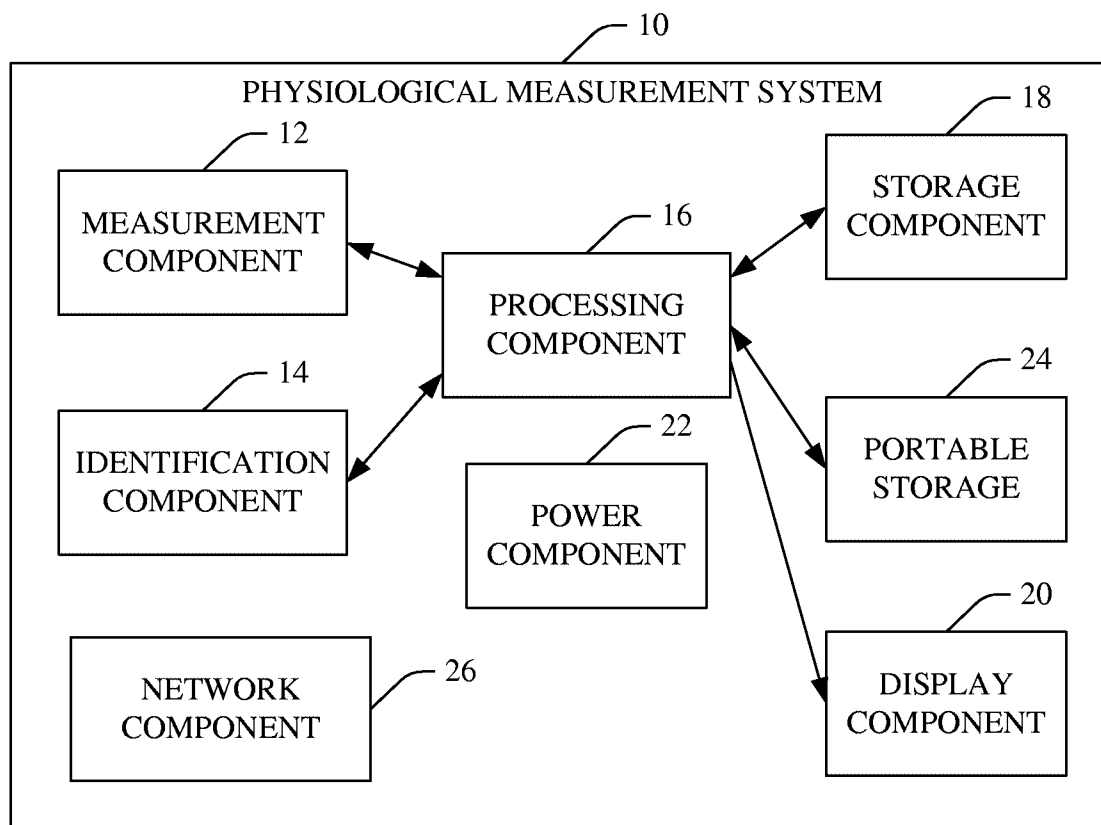 10
PHYSIOLOGICAL MEASUREMENT SYSTEM
12
MEASUREMENT
COMPONENT
14
IDENTIFICATION
COMPONENT
16
PROCESSING
COMPONENT
22
POWER
COMPONENT
18
STORAGE
COMPONENT
24
PORTABLE
STORAGE
20
DISPLAY
COMPONENT
NETWORK
COMPONENT
26